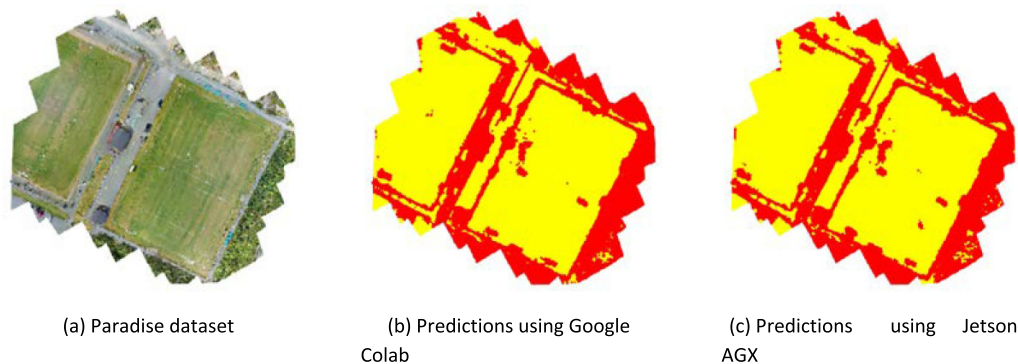 (a) Paradise dataset
(b) Predictions using Google
Colab
(c) Predictions using Jetson
AGX